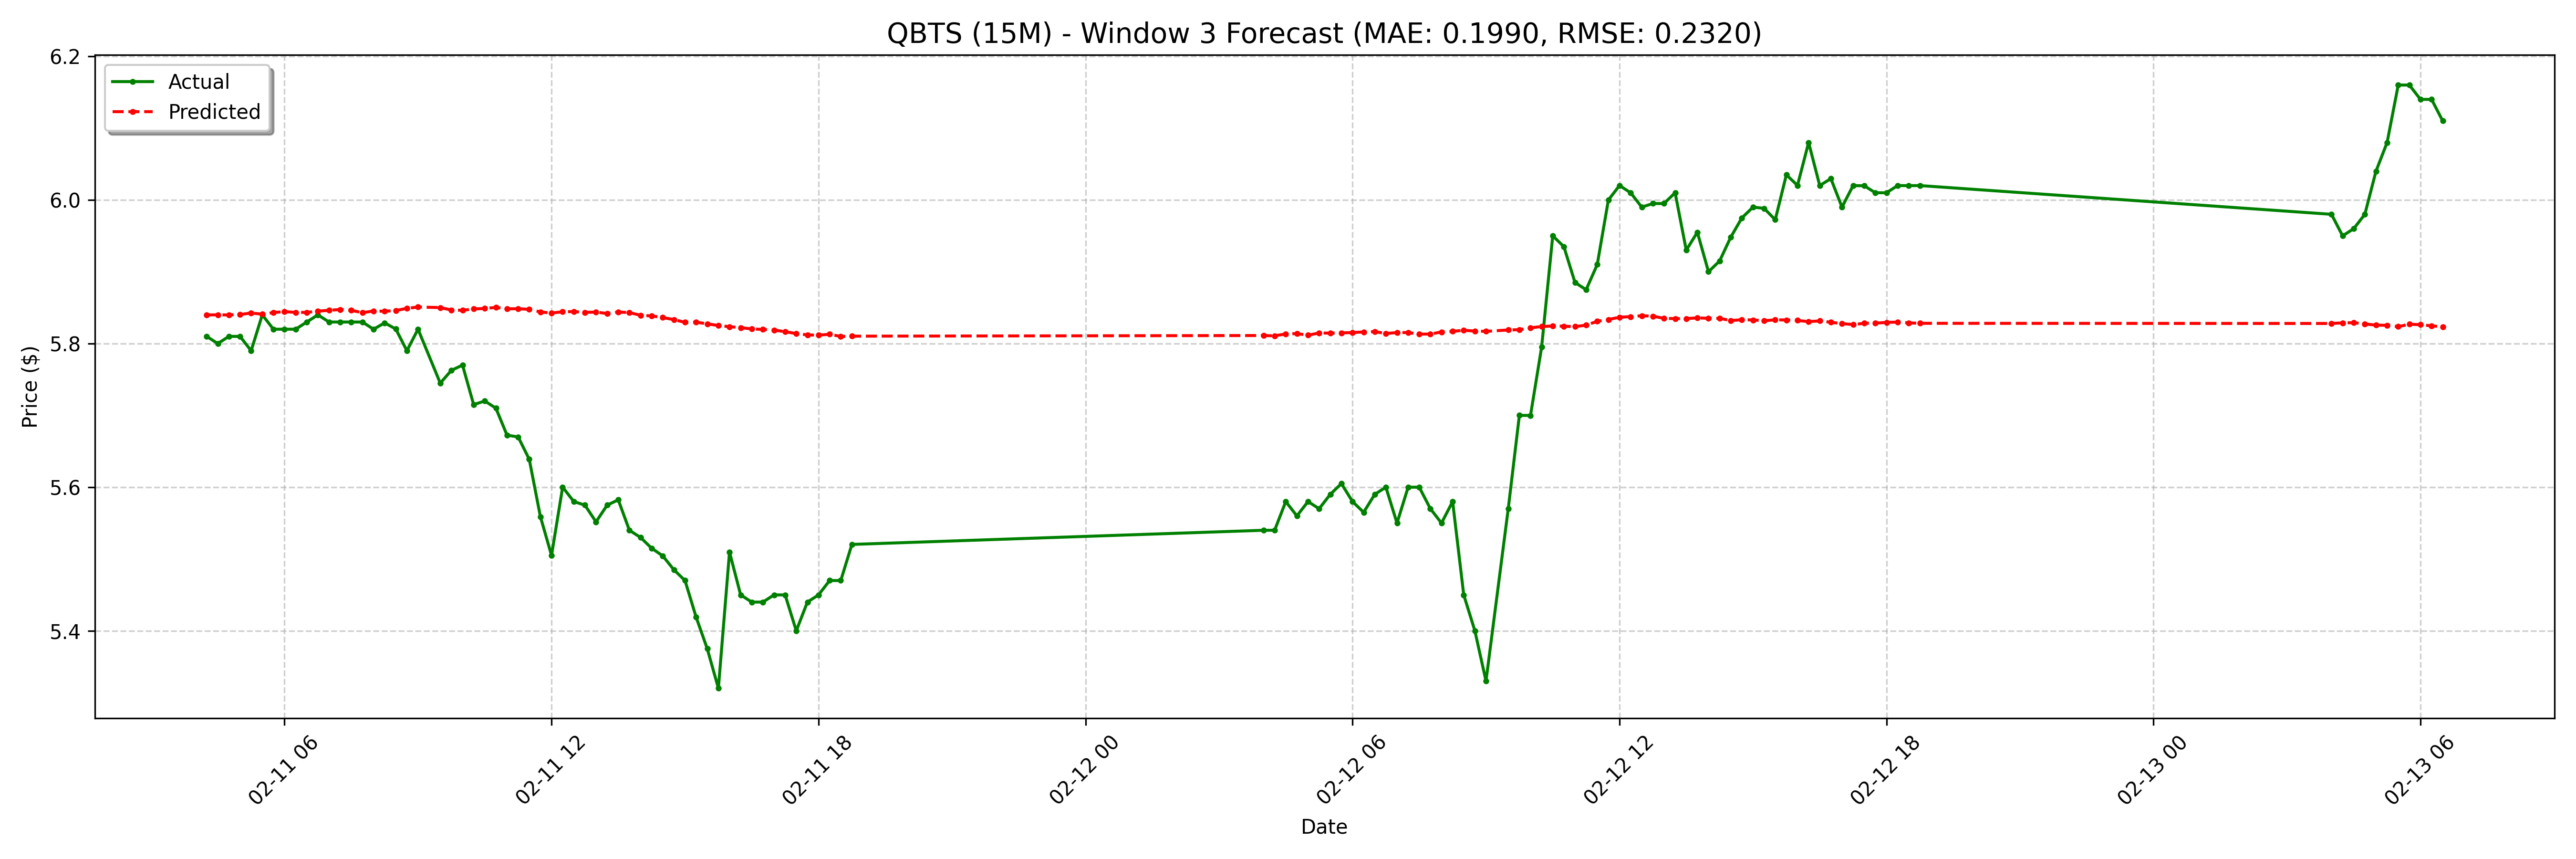 QBTS (15M) - Window 3 Forecast (MAE: 0.1990, RMSE: 0.2320)
Actual
Predicted
Price ($)
6.2
6.0
5.8
5.6
5.4
02-11 06
02-11 12
02-11 18
02-12 00
02-12 06
02-12 12
02-12 18
02-13 00
02-13 06
Date